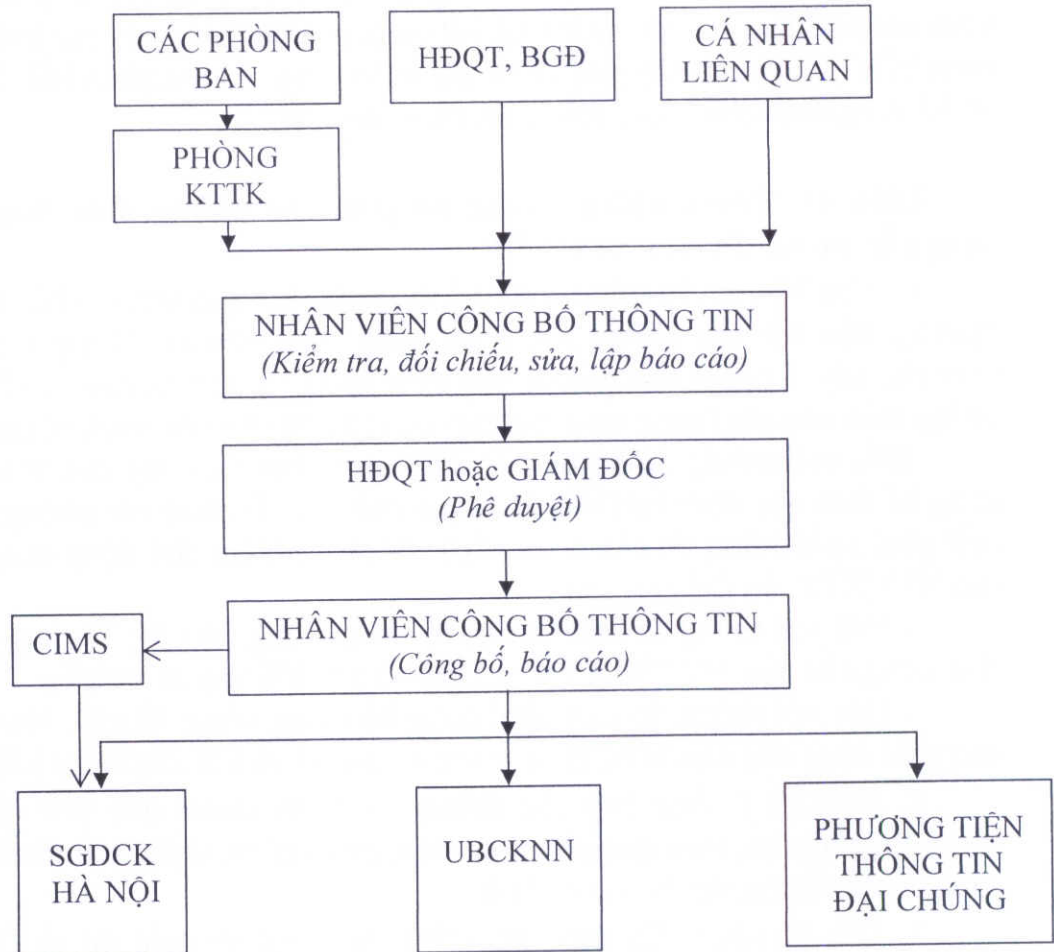 CÁC PHÒNG
BAN
HĐQT, BGĐ
CÁ NHÂN
LIÊN QUAN
PHÒNG
KTTK
NHÂN VIÊN CÔNG BỐ THÔNG TIN
(Kiểm tra, đối chiếu, sửa, lập báo cáo)
HĐQT hoặc GIÁM ĐỐC
(Phê duyệt)
CIMS
NHÂN VIÊN CÔNG BỐ THÔNG TIN
(Công bố, báo cáo)
SGDCK
HÀ NỘI
UBCKNN
PHƯƠNG TIỆN
THÔNG TIN
ĐẠI CHÚNG